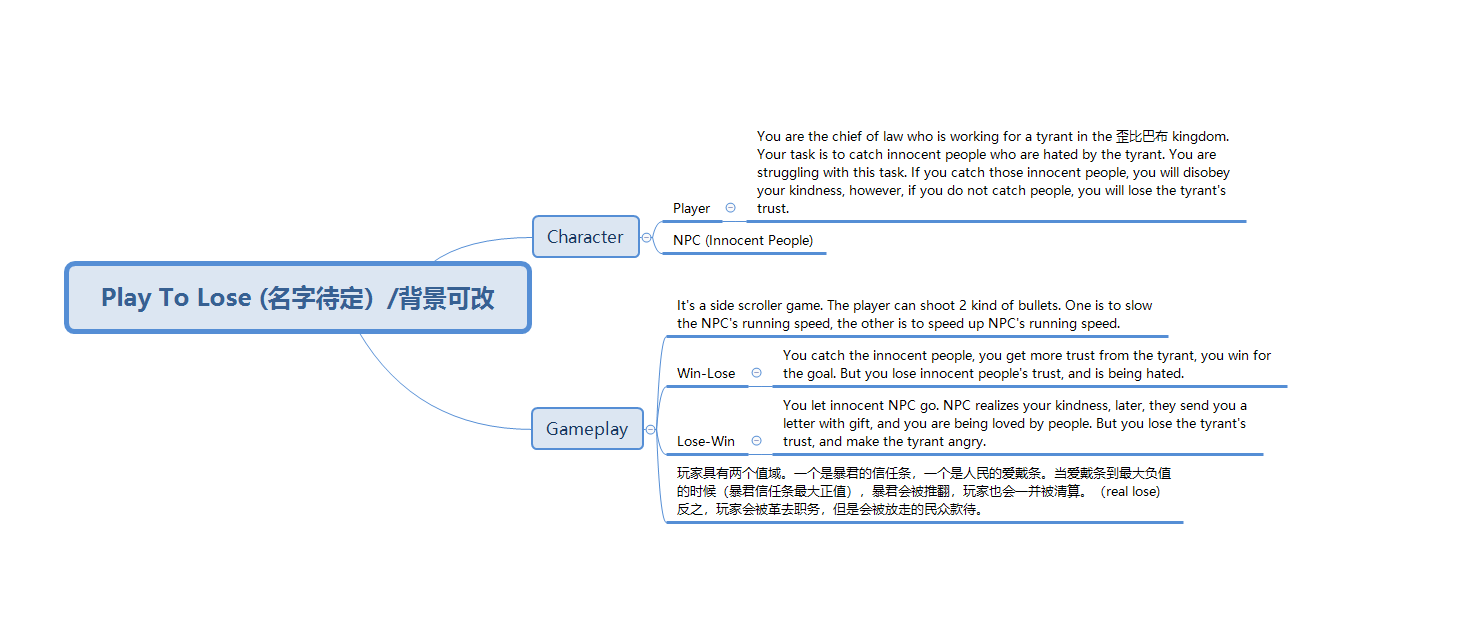 Play To Lose (名字待定）/背景可改
Character
Player
You are the chief of law who is working for a tyrant in the 歪比巴布 kingdom.
Your task is to catch innocent people who are hated by the tyrant. You are
struggling with this task. If you catch those innocent people, you will disobey
your kindness, however, if you do not catch people, you will lose the tyrant's
trust.
NPC (Innocent People)
Gameplay
It's a side scroller game. The player can shoot 2 kind of bullets. One is to slow
the NPC's running speed, the other is to speed up NPC's running speed.
Win-Lose
You catch the innocent people, you get more trust from the tyrant, you win for
the goal. But you lose innocent people's trust, and is being hated.
Lose-Win
You let innocent NPC go. NPC realizes your kindness, later, they send you a
letter with gift, and you are being loved by people. But you lose the tyrant's
trust, and make the tyrant angry.
玩家具有两个值域。一个是暴君的信任条，一个是人民的爱戴条。当爱戴条到最大负值
的时候（暴君信任条最大正值），暴君会被推翻，玩家也会一并被清算。（real lose)
反之，玩家会被革去职务，但是会被放走的民众款待。